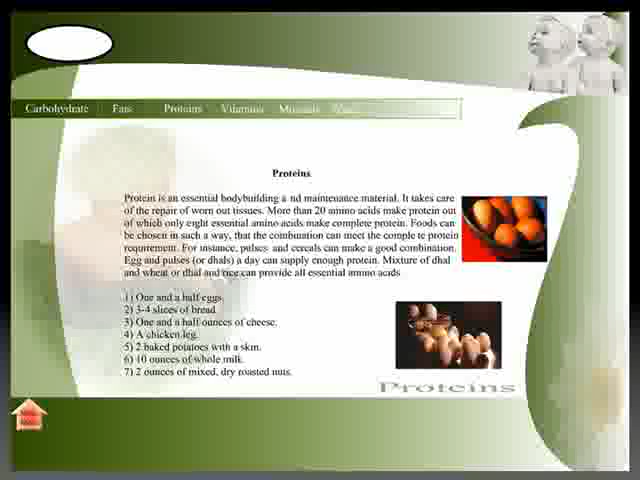 Carbohydrate Fats Proteins Vitamins Minerals
Proteins
Protein is an essential bodybuilding a nd maintenance material. It takes care
of the repair of worn out tissues. More than 20 amino acids make protein out
of which only eight essential amino acids make complete protein. Foods can
be chosen in such a way, that the combination can meet the comple te protein
requirement. For instance, pulses and cereals can make a good combination.
Egg and pulses (or dhals) a day can supply enough protein. Mixture of dhal
and wheat or dhal and rice can provide all essential amino acids
1) One and a half eggs.
2) 3-4 slices of bread.
3) One and a half ounces of cheese.
4) A chicken leg.
5) 2 baked potatoes with a skin.
6) 10 ounces of whole milk.
7) 2 ounces of mixed, dry roasted nuts.
Proteins